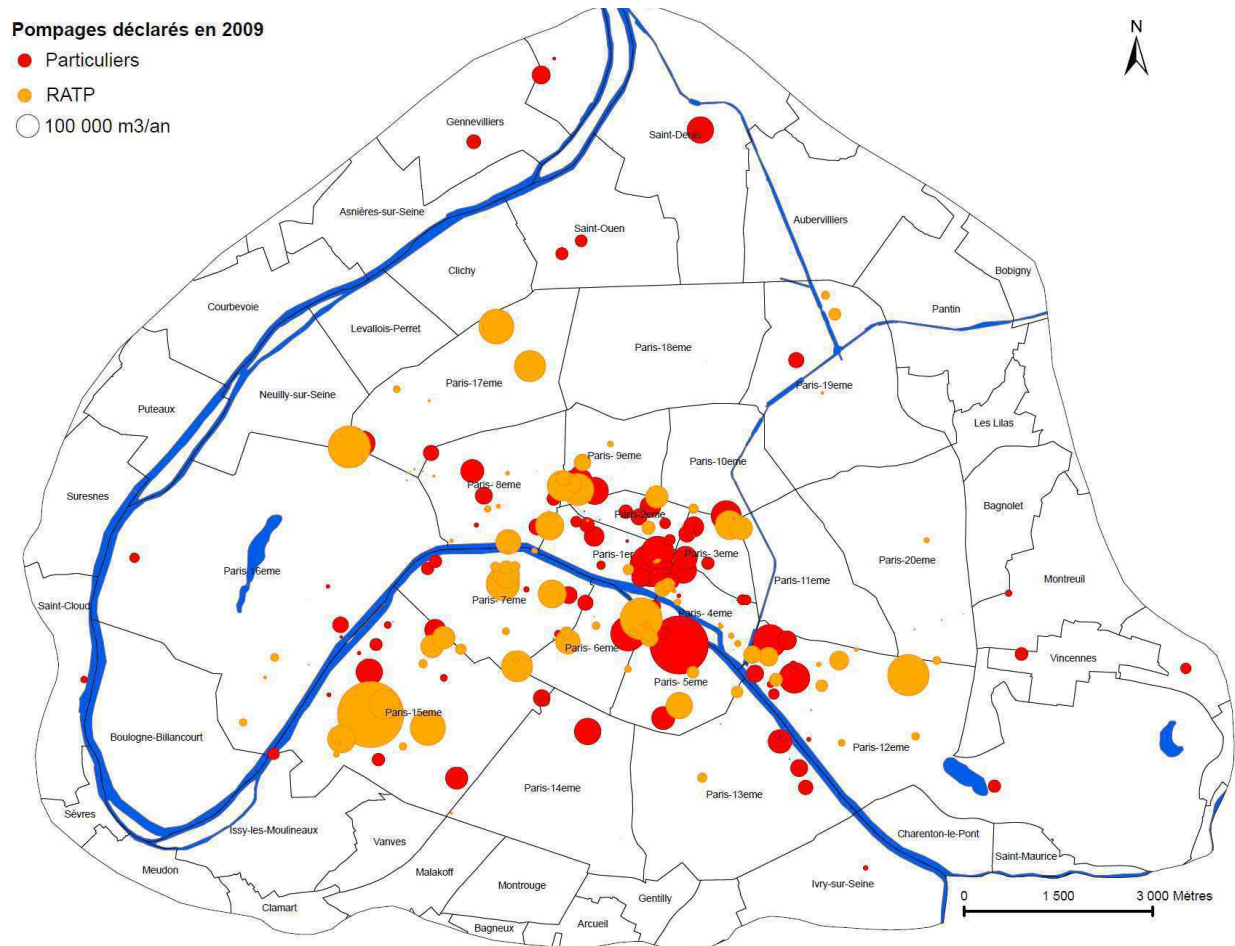 Pompages déclarés en 2009
Particuliers
RATP
100 000 m3/an
N
Gennevilliers
Saint-Denis
Asnières-sur-Seine
Aubervilliers
Saint-Ouen
Clichy
Bobigny
Courbevoie
Pantin
Levallois-Perret
Paris-18eme
Paris-17eme
Paris-19eme
Neuilly-sur-Seine
Puteaux
Les Lilas
Paris- 9eme
Paris-10eme
Paris- 8eme
Suresnes
Bagnolet
Paris-2eme
Paris-1er
Paris- 3eme
Paris-20eme
Paris-16eme
Paris-11eme
Montreuil
Paris- 7eme
Saint-Cloud
Paris- 4eme
Paris- 6eme
Vincennes
Paris- 5eme
Paris-15eme
Boulogne-Billancourt
Paris-12eme
Paris-14eme
Paris-13eme
Sèvres
Issy-les-Moulineaux
Charenton-le-Pont
Vanves
Saint-Maurice
Meudon
Malakoff
Montrouge
Ivry-sur-Seine
Gentilly
Clamart
Arcueil
Bagneux
0 1 500 3 000 Mètres